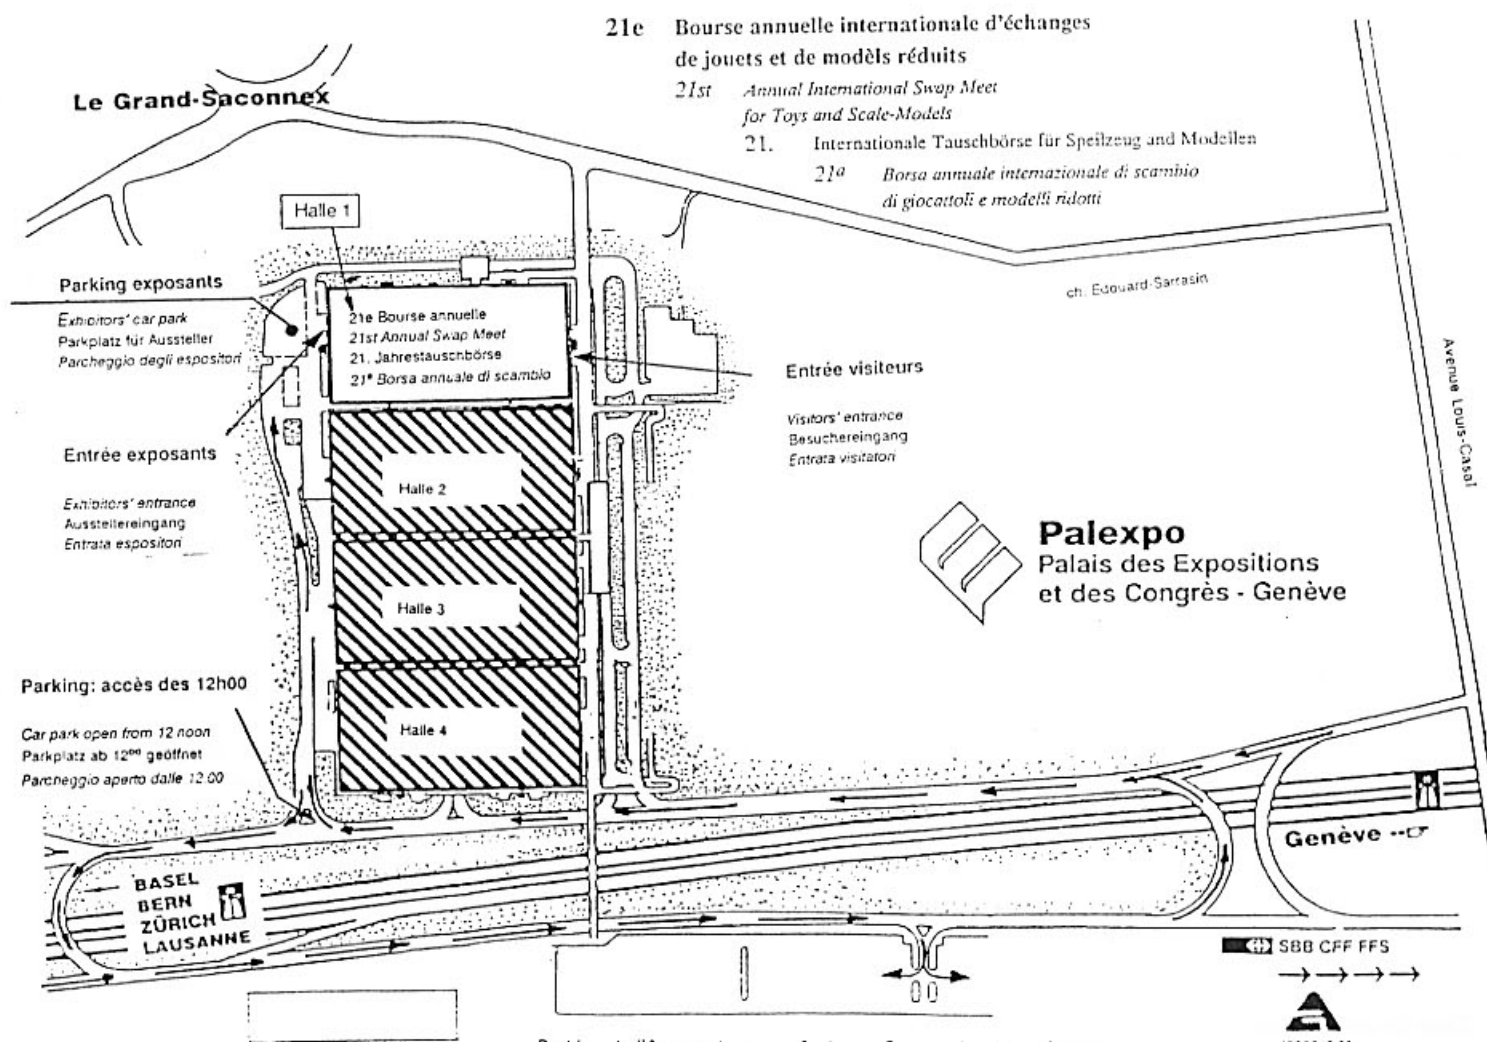 21e Bourse annuelle internationale d'échanges
de jouets et de modèls réduits
21st Annual International Swap Meet
for Toys and Scale-Models
21. Internationale Tauschbörse für Speilzeug and Modellen
21ª Borsa annuale internazionale di scambio
di giocattoli e modelli ridotti
Le Grand-Saconnex
Halle 1
ch. Edouard-Sarrasin
Avenue Louis-Casaï
Parking exposants
Exhibitors' car park
Parkplatz für Aussteller
Parcheggio degli espositori
21e Bourse annuelle
21st Annual Swap Meet
21. Jahrestauschbörse
21ª Borsa annuale di scambio
Entrée visiteurs
Visitors' entrance
Besuchereingang
Entrata visitatori
Entrée exposants
Exhibitors' entrance
Ausstellereingang
Entrata espositori
Halle 2
Halle 3
Halle 4
Palexpo
Palais des Expositions
et des Congrès - Genève
Parking: accès des 12h00
Car park open from 12 noon
Parkplatz ab 12⁰⁰ geöffnet
Parcheggio aperto dalle 12.00
BASEL
BERN
ZÜRICH
LAUSANNE
Genève
SBB CFF FFS